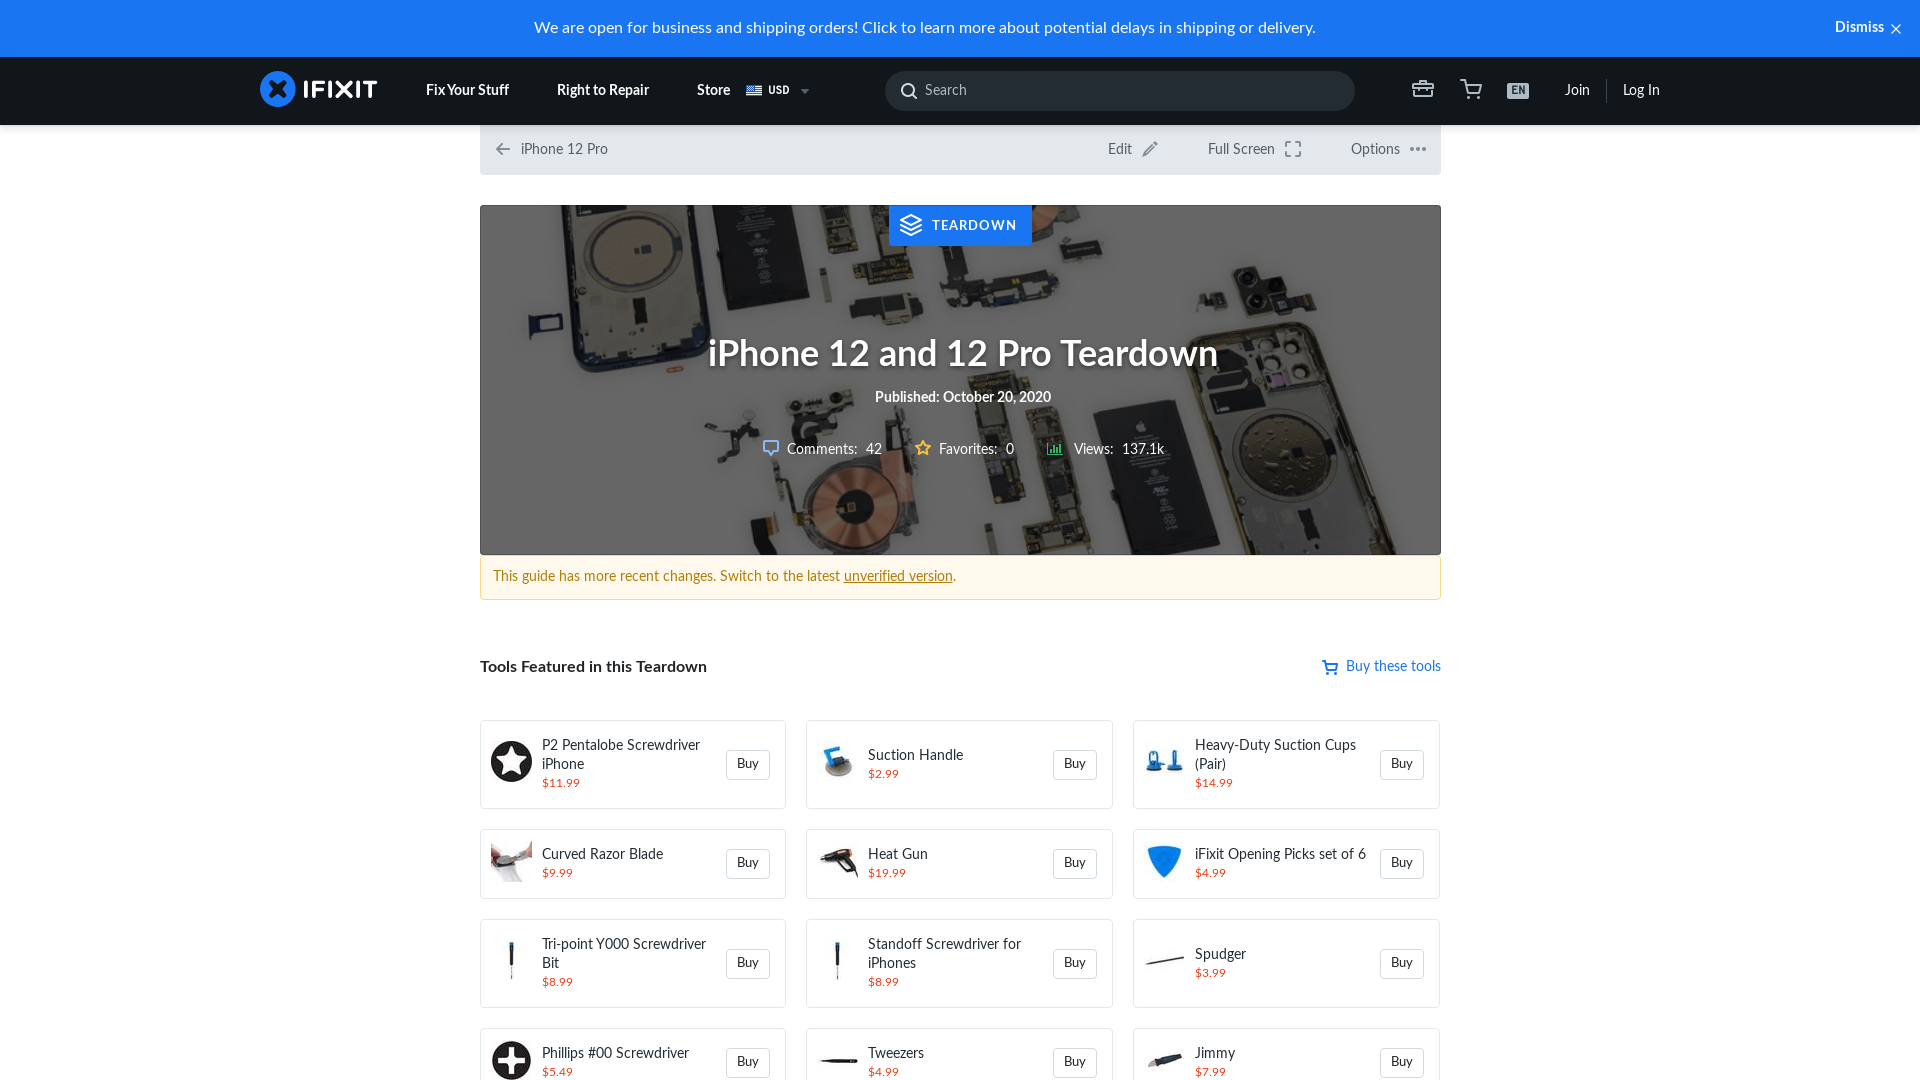 We are open for business and shipping orders! Click to learn more about potential delays in shipping or delivery.
Dismiss
IFIXIT
Fix Your Stuff
Right to Repair
Store
USD
Search
EN
Join
Log In
iPhone 12 Pro
Edit
Full Screen
Options
TEARDOWN
iPhone 12 and 12 Pro Teardown
Published: October 20, 2020
Comments: 42
Favorites: 0
Views: 137.1k
This guide has more recent changes. Switch to the latest unverified version.
Tools Featured in this Teardown
Buy these tools
P2 Pentalobe Screwdriver
iPhone
$11.99
Buy
Suction Handle
$2.99
Buy
Heavy-Duty Suction Cups
(Pair)
$14.99
Buy
Curved Razor Blade
$9.99
Buy
Heat Gun
$19.99
Buy
iFixit Opening Picks set of 6
$4.99
Buy
Tri-point Y000 Screwdriver
Bit
$8.99
Buy
Standoff Screwdriver for
iPhones
$8.99
Buy
Spudger
$3.99
Buy
Phillips #00 Screwdriver
$5.49
Buy
Tweezers
$4.99
Buy
Jimmy
$7.99
Buy